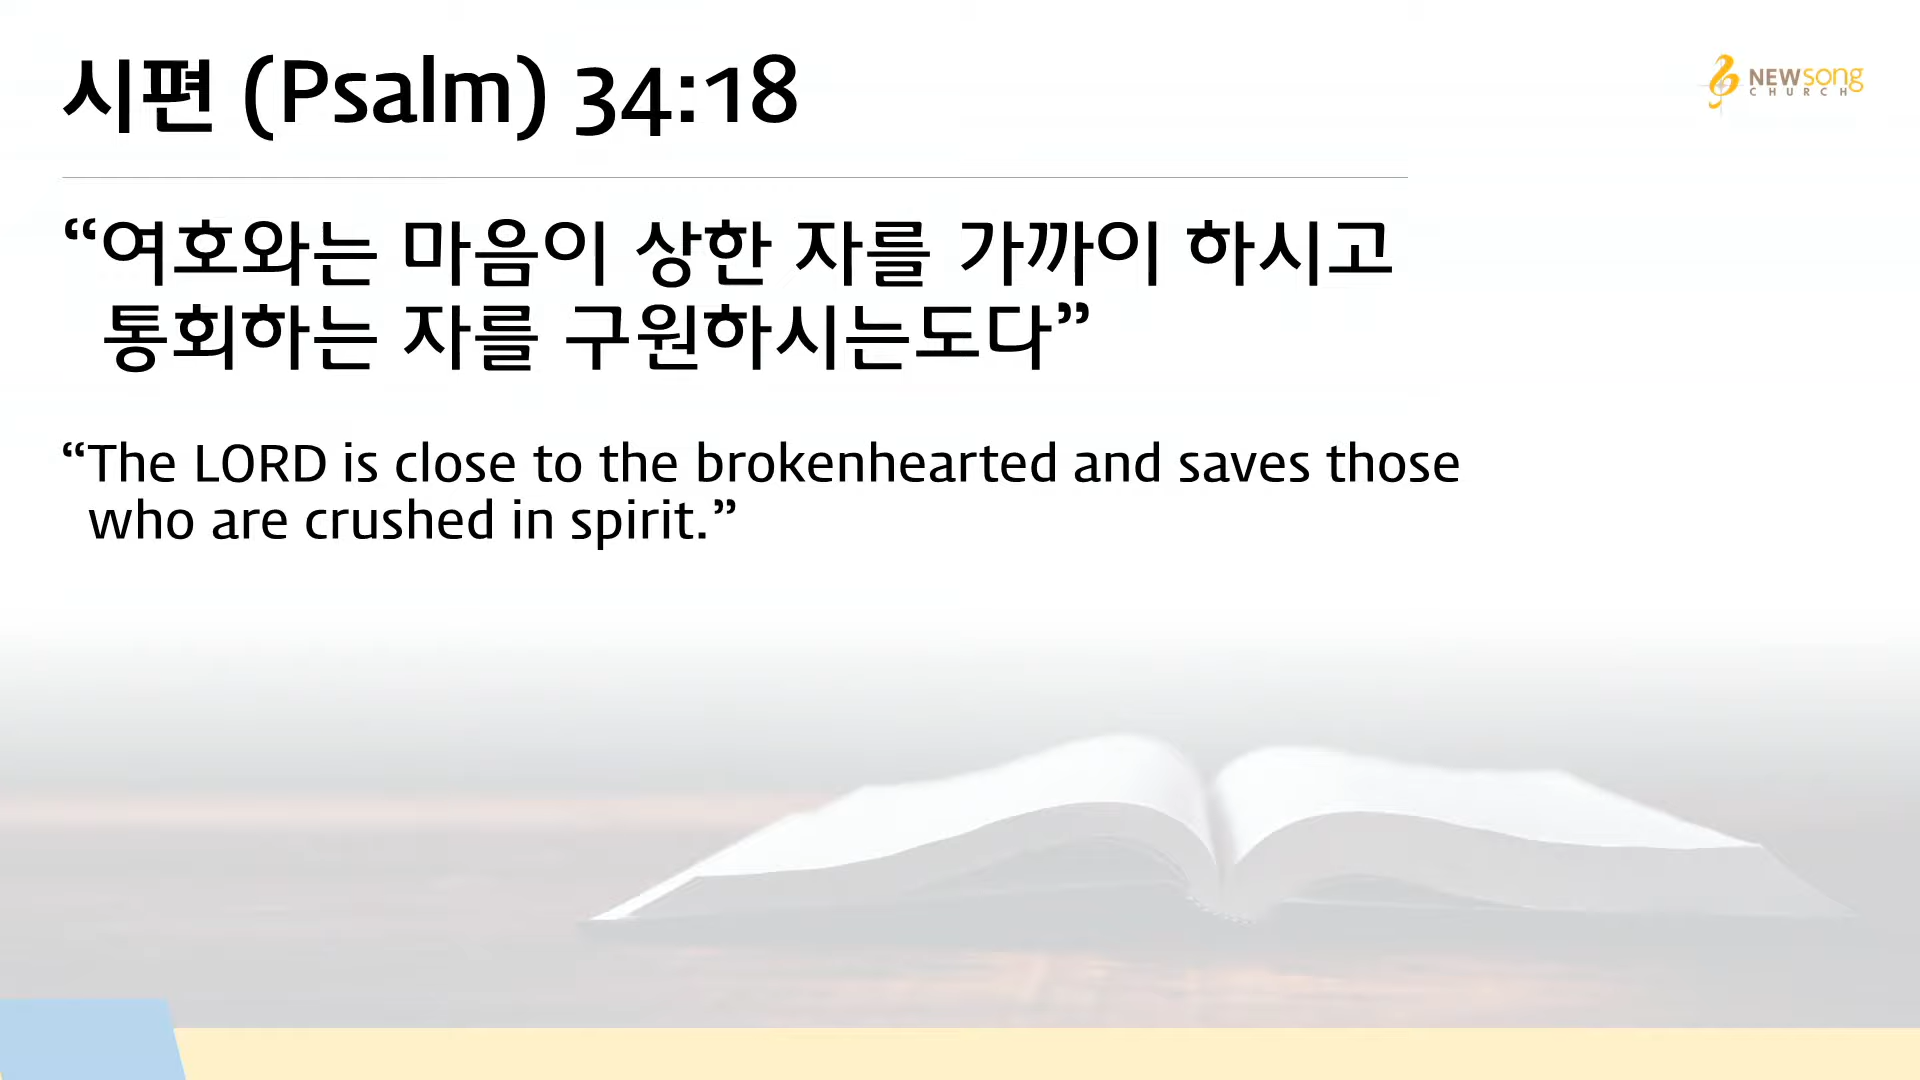 시편 (Psalm) 34:18
NEWsong
CHURCH
“여호와는 마음이 상한 자를 가까이 하시고
통회하는 자를 구원하시는도다”
“The LORD is close to the brokenhearted and saves those
who are crushed in spirit.”